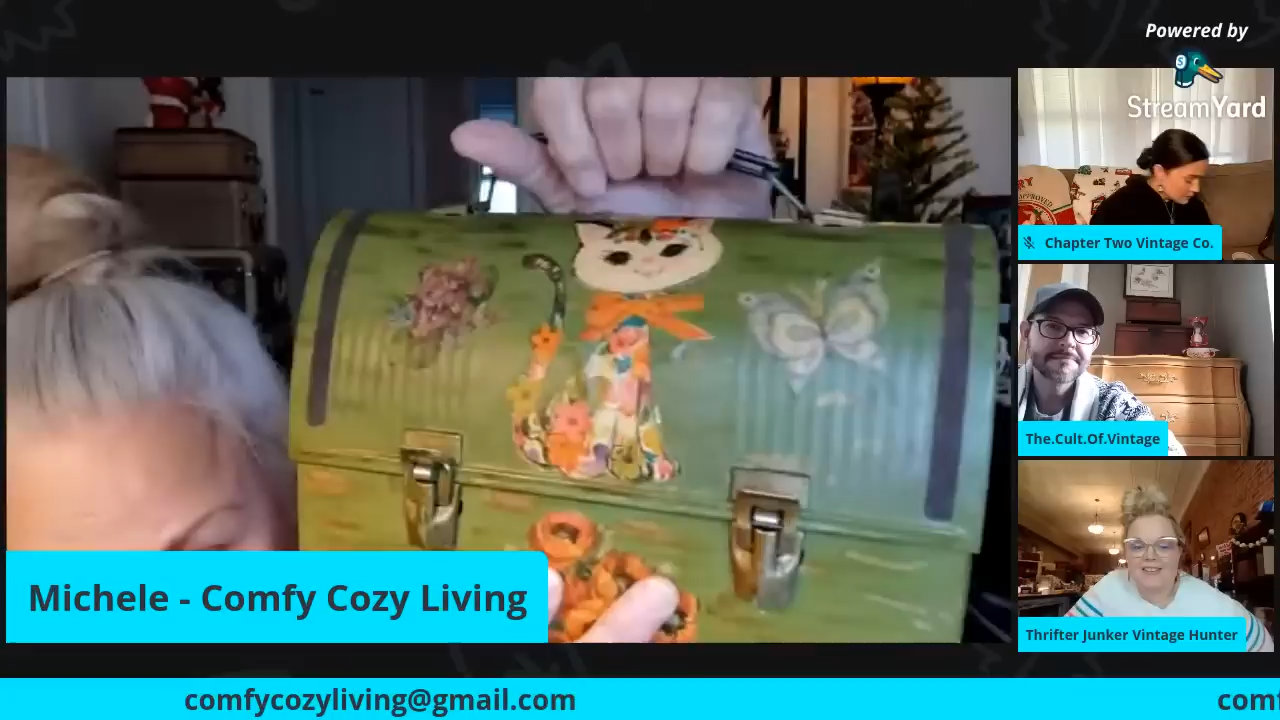 Powered by
StreamYard
Chapter Two Vintage Co.
The.Cult.Of.Vintage
Thrifter Junker Vintage Hunter
Michele - Comfy Cozy Living
comfycozyliving@gmail.com